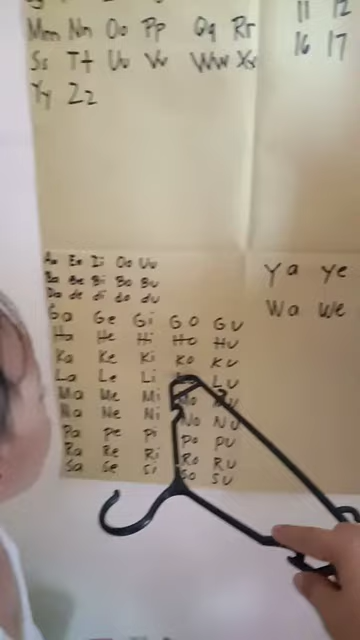 Mm Nn Oo Pp Qq Rr
Ss Tt Uu Vv Ww Xx
Yy Zz
11 12
16 17
Aa Ee Ii Oo Uu
Ba Be Bi Bo Bu
Da de di do du
Ga Ge Gi Go Gu
Ha He Hi Ho Hu
Ka Ke Ki Ko Ku
La Le Li Lu
Ma Me Mi Mo
Na Ne Ni No Nu
Pa pe pi po pu
Ra Re Ri Ro Ru
Sa Se Si So Su
Ya ye
Wa we